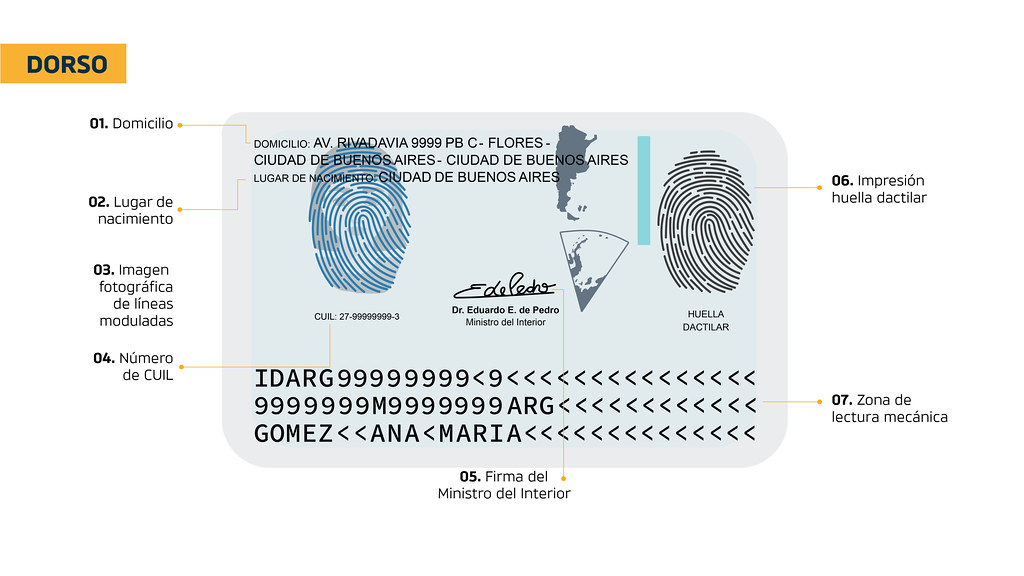 DORSO
01. Domicilio
02. Lugar de
nacimiento
03. Imagen
fotográfica
de líneas
moduladas
04. Número
de CUIL
DOMICILIO: AV. RIVADAVIA 9999 PB C- FLORES -
CIUDAD DE BUENOS AIRES - CIUDAD DE BUENOS AIRES
LUGAR DE NACIMIENTO: CIUDAD DE BUENOS AIRES
CUIL: 27-99999999-3
E de Pedro
Dr. Eduardo E. de Pedro
Ministro del Interior
HUELLA
DACTILAR
IDARG99999999<9<<<<<<<<<<<<<<<
9999999M9999999ARG<<<<<<<<<<<<
GOMEZ<<ANA<MARIA<<<<<<<<<<<<<<
05. Firma del
Ministro del Interior
06. Impresión
huella dactilar
07. Zona de
lectura mecánica